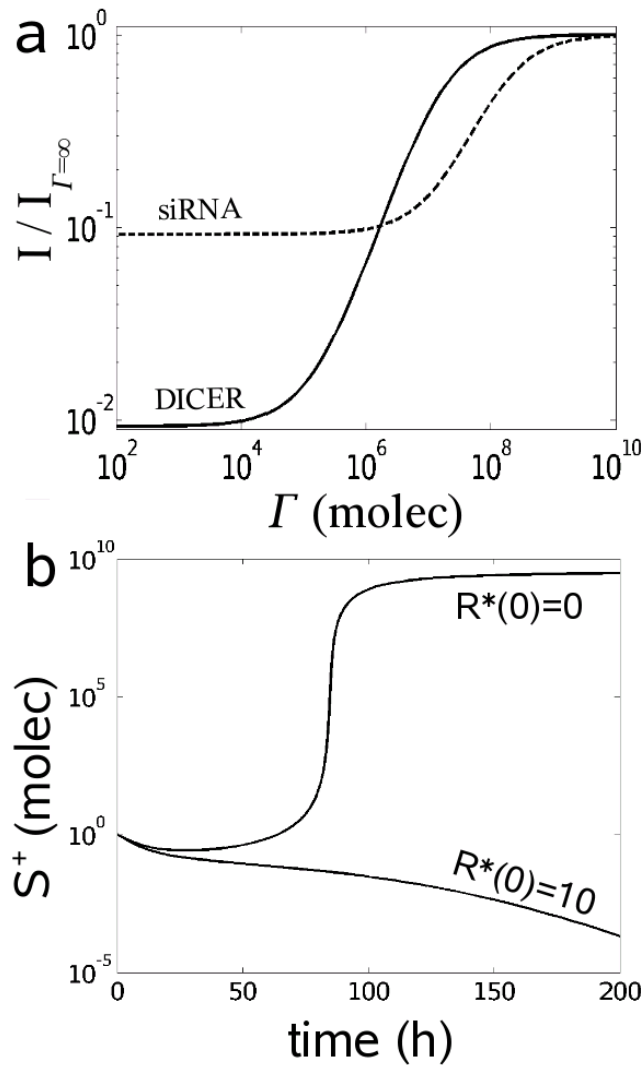 a
10^0
10^-1
10^-2
I / I_Γ=∞
siRNA
DICER
10^2 10^4 10^6 10^8 10^10
Γ (molec)
b
10^10
10^5
10^0
10^-5
S^+ (molec)
R*(0)=0
R*(0)=10
0 50 100 150 200
time (h)